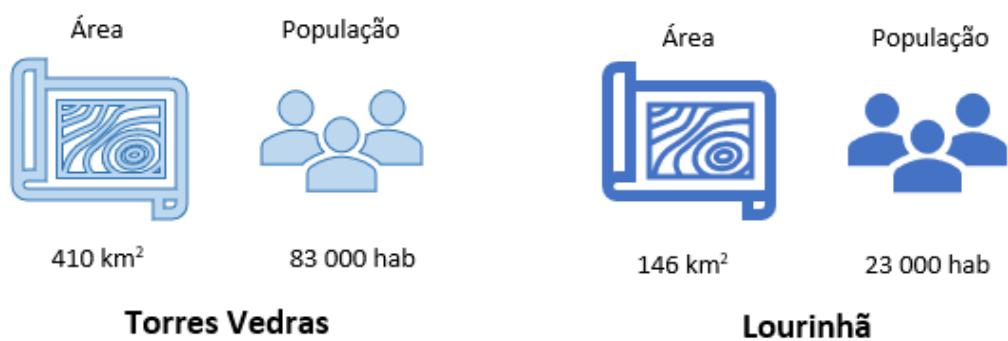 Área População
410 km² 83 000 hab
Torres Vedras
Área População
146 km² 23 000 hab
Lourinhã